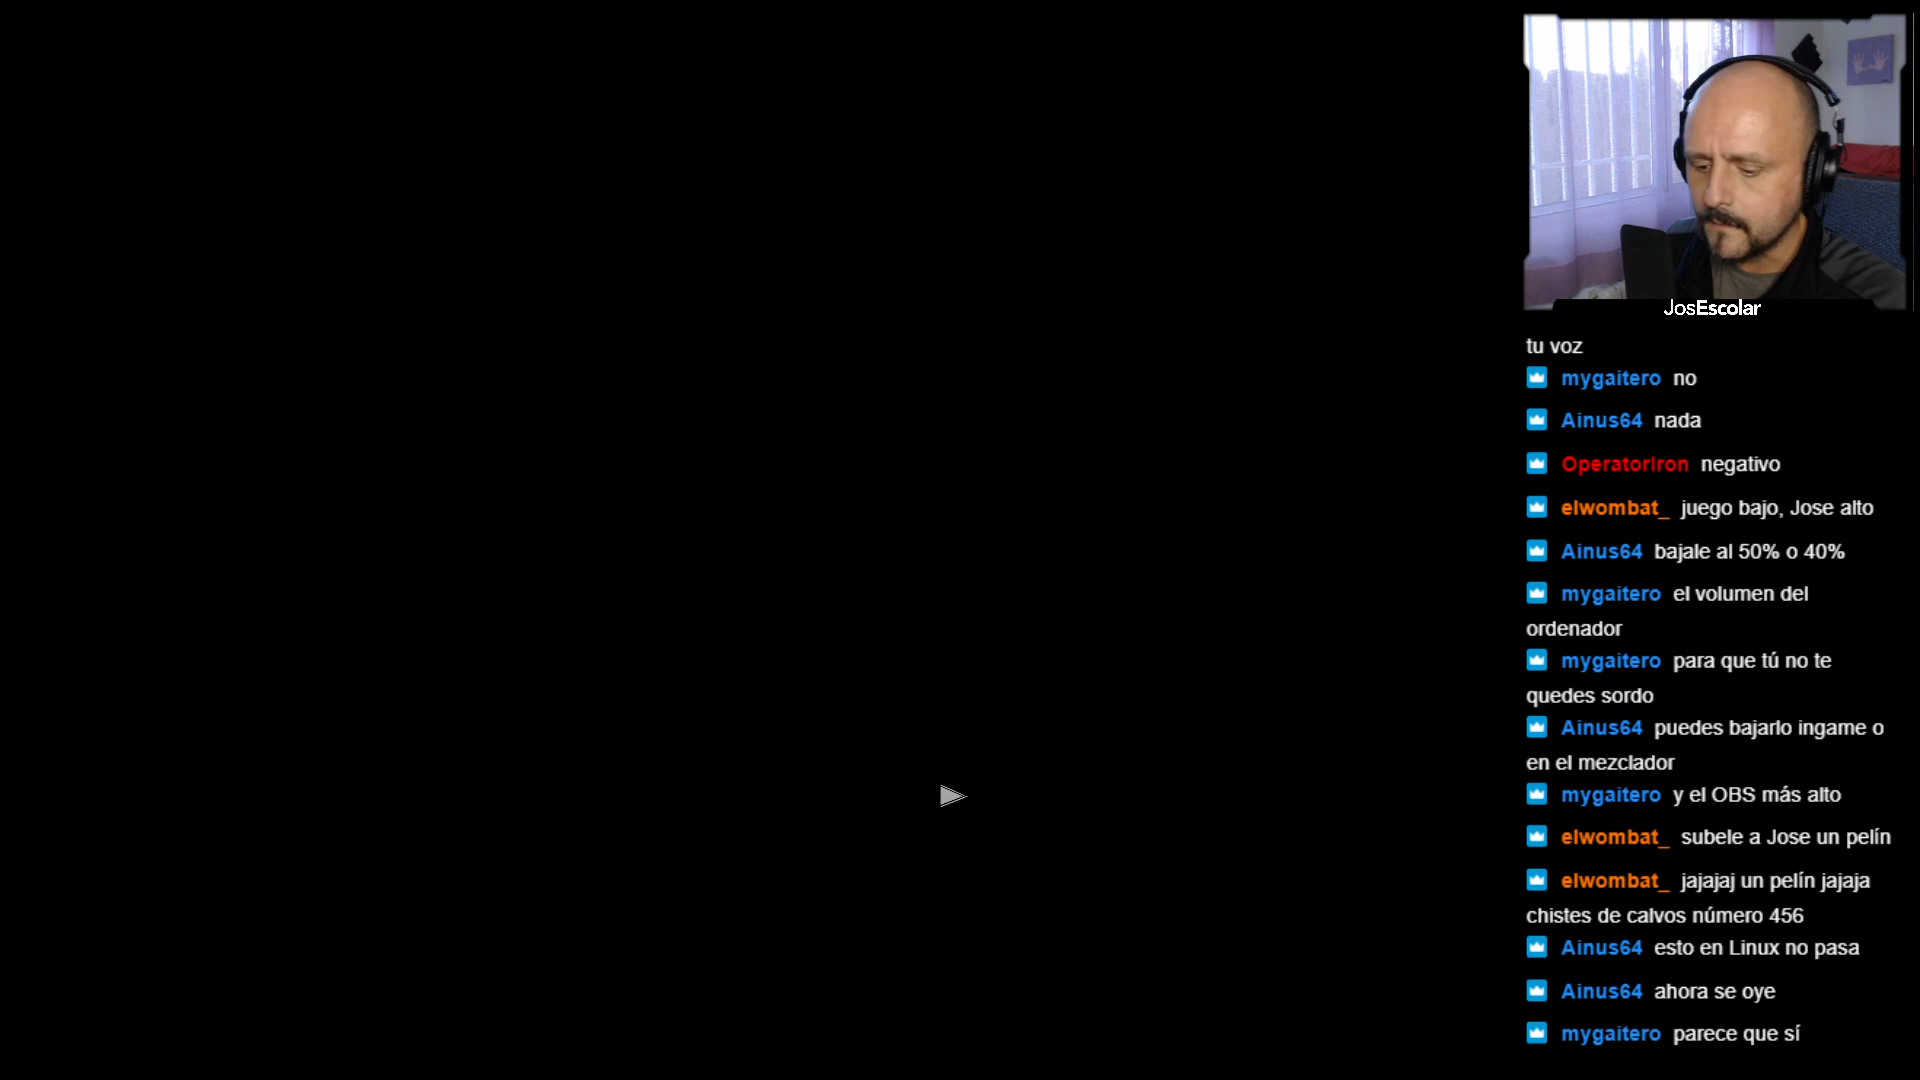 JosEscolar
tu voz
mygaitero no
Ainus64 nada
OperatorIron negativo
elwombat_ juego bajo, Jose alto
Ainus64 bajale al 50% o 40%
mygaitero el volumen del
ordenador
mygaitero para que tú no te
quedes sordo
Ainus64 puedes bajarlo ingame o
en el mezclador
mygaitero y el OBS más alto
elwombat_ subele a Jose un pelín
elwombat_ jajajaj un pelín jajaja
chistes de calvos número 456
Ainus64 esto en Linux no pasa
Ainus64 ahora se oye
mygaitero parece que sí